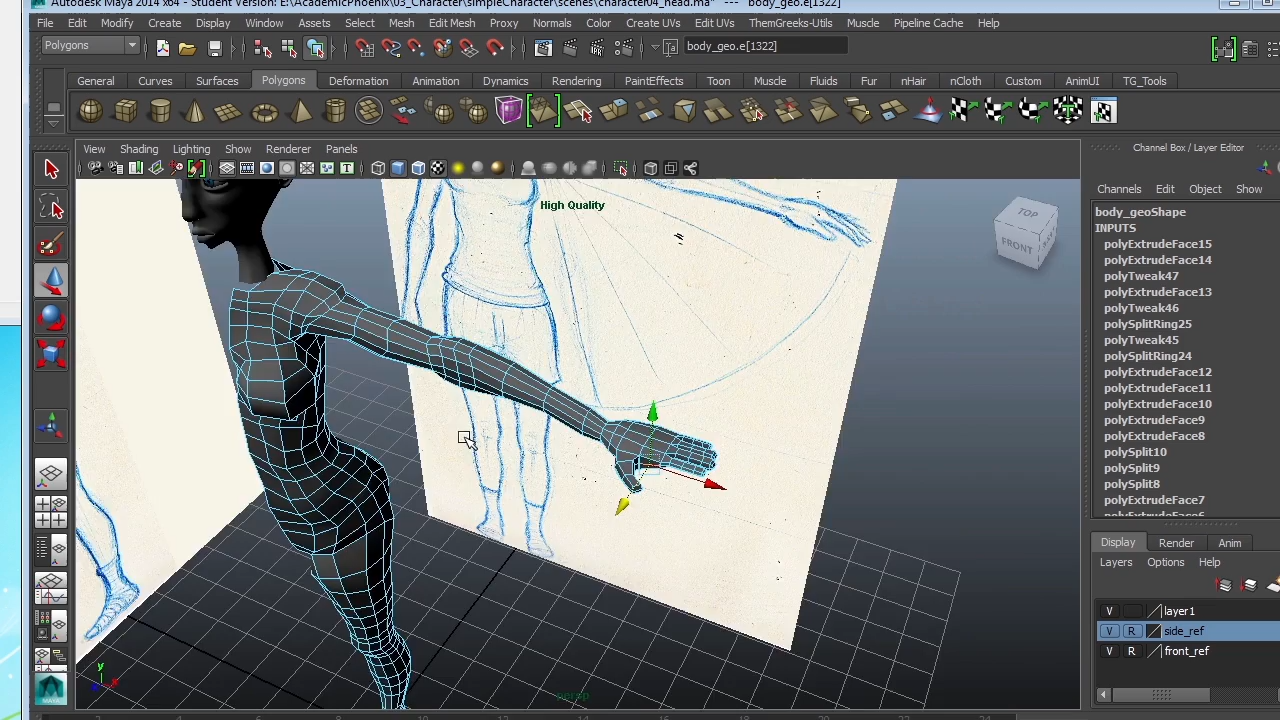 Autodesk Maya 2014 x64 - Student Version: E:\AcademicPhoenix\03_Character\simpleCharacter\scenes\character04_head.ma* --- body_geo.e[1322]
File Edit Modify Create Display Window Assets Select Mesh Edit Mesh Proxy Normals Color Create UVs Edit UVs ThemGreeks-Utils Muscle Pipeline Cache Help
Polygons body_geo.e[1322]
General Curves Surfaces Polygons Deformation Animation Dynamics Rendering PaintEffects Toon Muscle Fluids Fur nHair nCloth Custom AnimUI TG_Tools
View Shading Lighting Show Renderer Panels
Channel Box / Layer Editor
Channels Edit Object Show
High Quality
TOP
FRONT
body_geoShape
INPUTS
polyExtrudeFace15
polyExtrudeFace14
polyTweak47
polyExtrudeFace13
polyTweak46
polySplitRing25
polyTweak45
polySplitRing24
polyExtrudeFace12
polyExtrudeFace11
polyExtrudeFace10
polyExtrudeFace9
polyExtrudeFace8
polySplit10
polySplit9
polySplit8
polyExtrudeFace7
polyExtrudeFace6
Display Render Anim
Layers Options Help
V layer1
V R side_ref
V R front_ref
y
persp